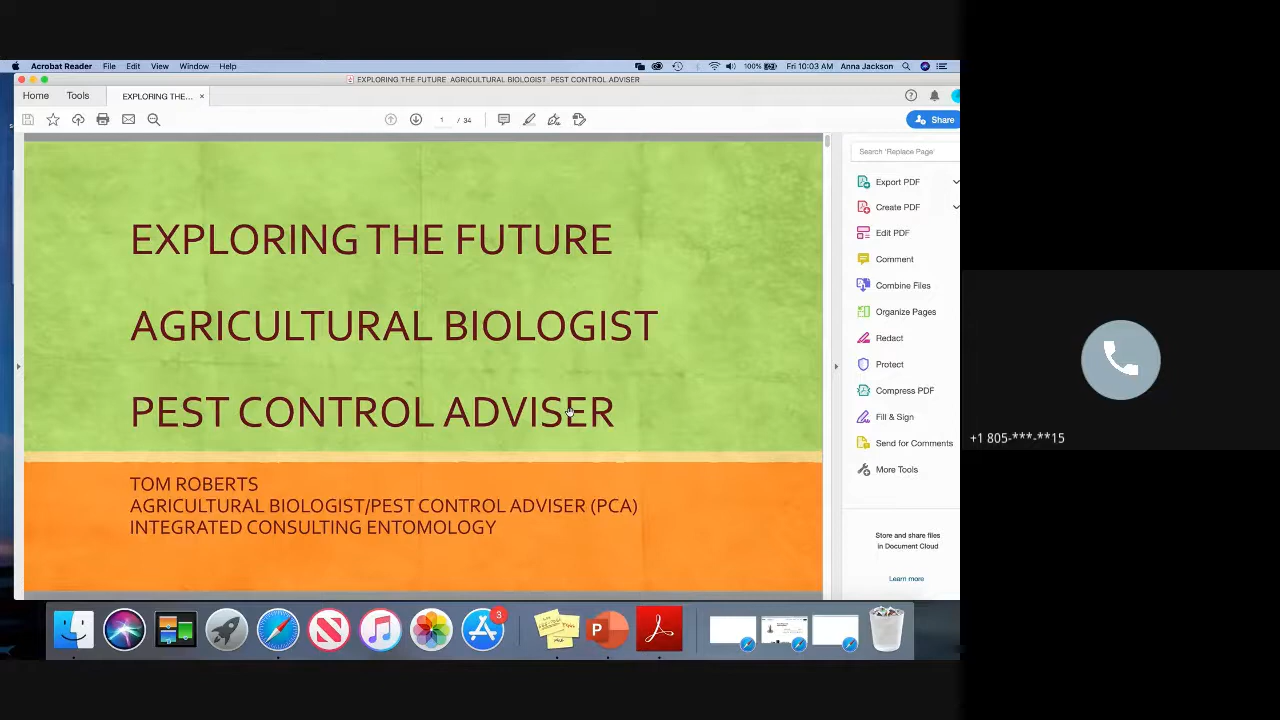 Acrobat Reader File Edit View Window Help 100% Fri 10:03 AM Anna Jackson
EXPLORING THE FUTURE AGRICULTURAL BIOLOGIST PEST CONTROL ADVISER
Home Tools EXPLORING THE... ×
1 / 34
Share
EXPLORING THE FUTURE
AGRICULTURAL BIOLOGIST
PEST CONTROL ADVISER
TOM ROBERTS
AGRICULTURAL BIOLOGIST/PEST CONTROL ADVISER (PCA)
INTEGRATED CONSULTING ENTOMOLOGY
Search 'Replace Page'
Export PDF
Create PDF
Edit PDF
Comment
Combine Files
Organize Pages
Redact
Protect
Compress PDF
Fill & Sign
Send for Comments
More Tools
Store and share files
in Document Cloud
Learn more
3
P
+1 805-***-**15